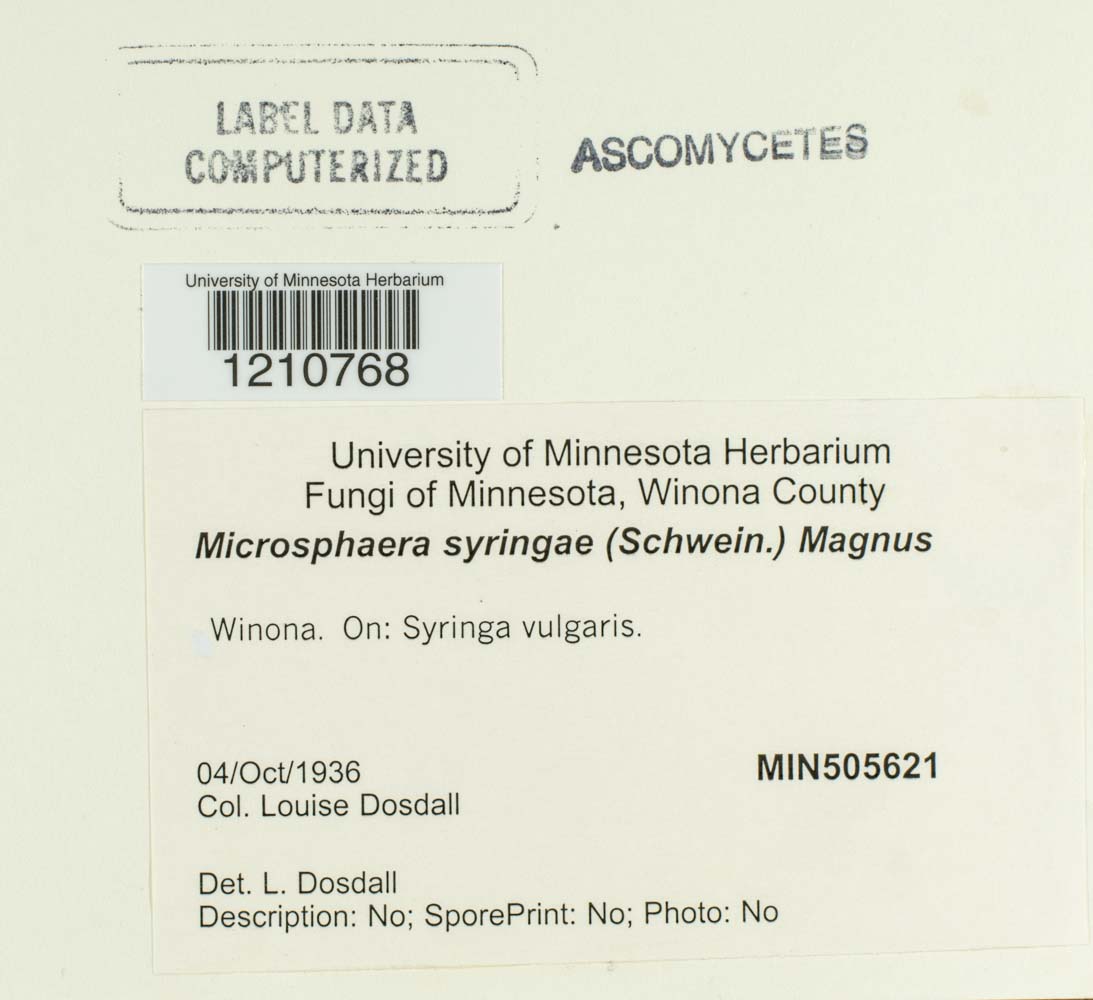 LABEL DATA
COMPUTERIZED
ASCOMYCETES
University of Minnesota Herbarium
1210768
University of Minnesota Herbarium
Fungi of Minnesota, Winona County
Microsphaera syringae (Schwein.) Magnus
Winona. On: Syringa vulgaris.
04/Oct/1936
MIN505621
Col. Louise Dosdall
Det. L. Dosdall
Description: No; SporePrint: No; Photo: No